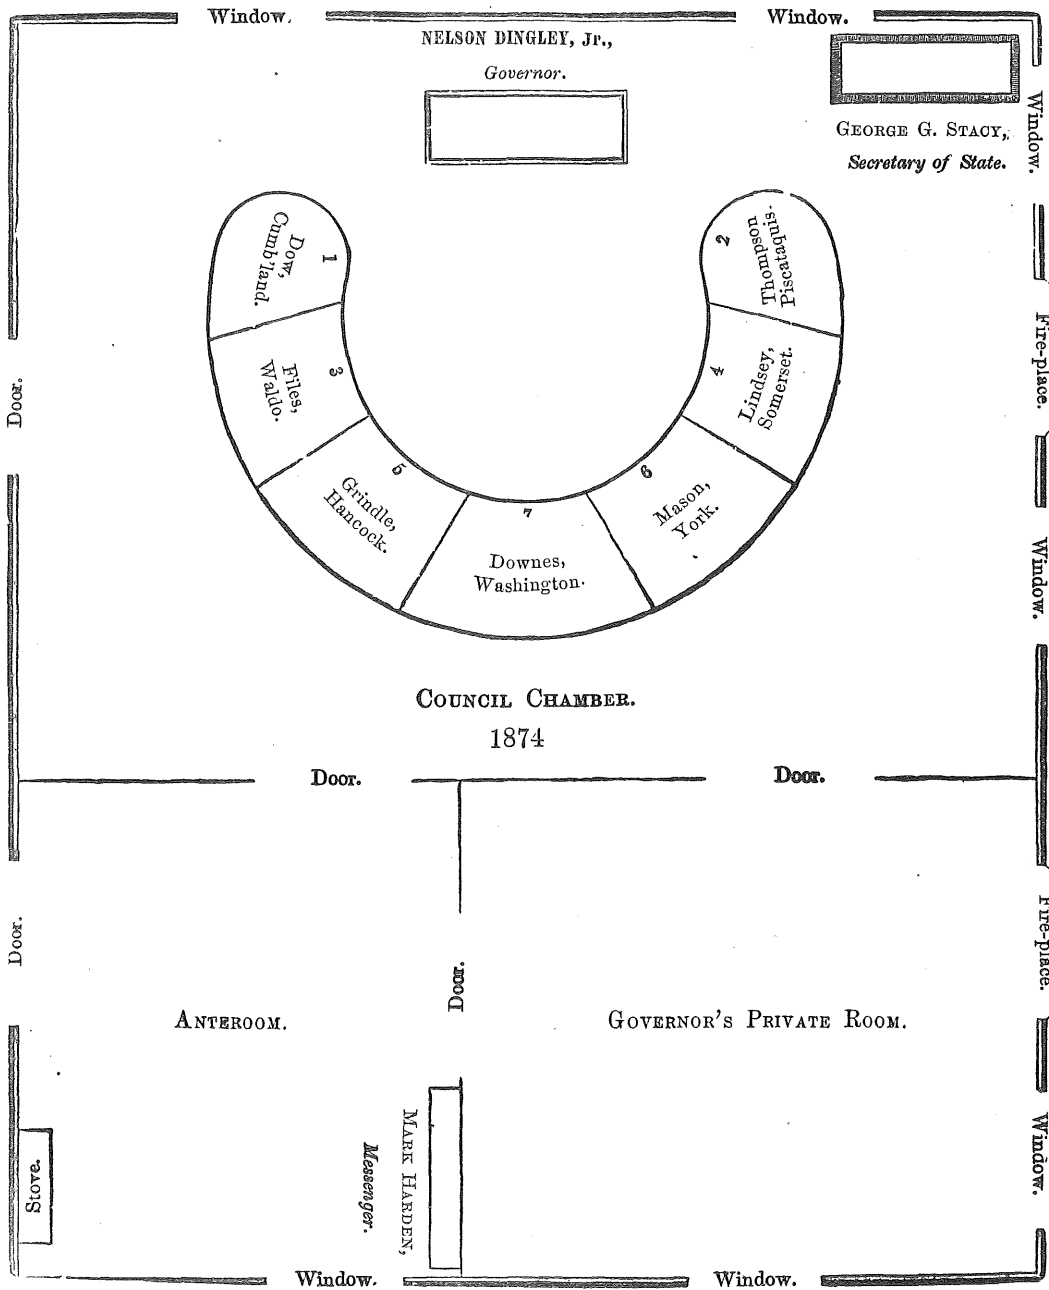 Window.
Window.
NELSON DINGLEY, Jr.,
Governor.
GEORGE G. STACY,
Secretary of State.
Window.
1
Dow,
Cumb'land.
2
Thompson
Piscataquis.
3
Files,
Waldo.
4
Lindsey,
Somerset.
Fire-place.
Door.
5
Grindle,
Hancock.
6
Mason,
York.
7
Downes,
Washington.
Window.
COUNCIL CHAMBER.
1874
Door.
Door.
Door.
Door.
Fire-place.
ANTEROOM.
GOVERNOR'S PRIVATE ROOM.
Stove.
MARK HARDEN,
Messenger.
Window.
Window.
Window.